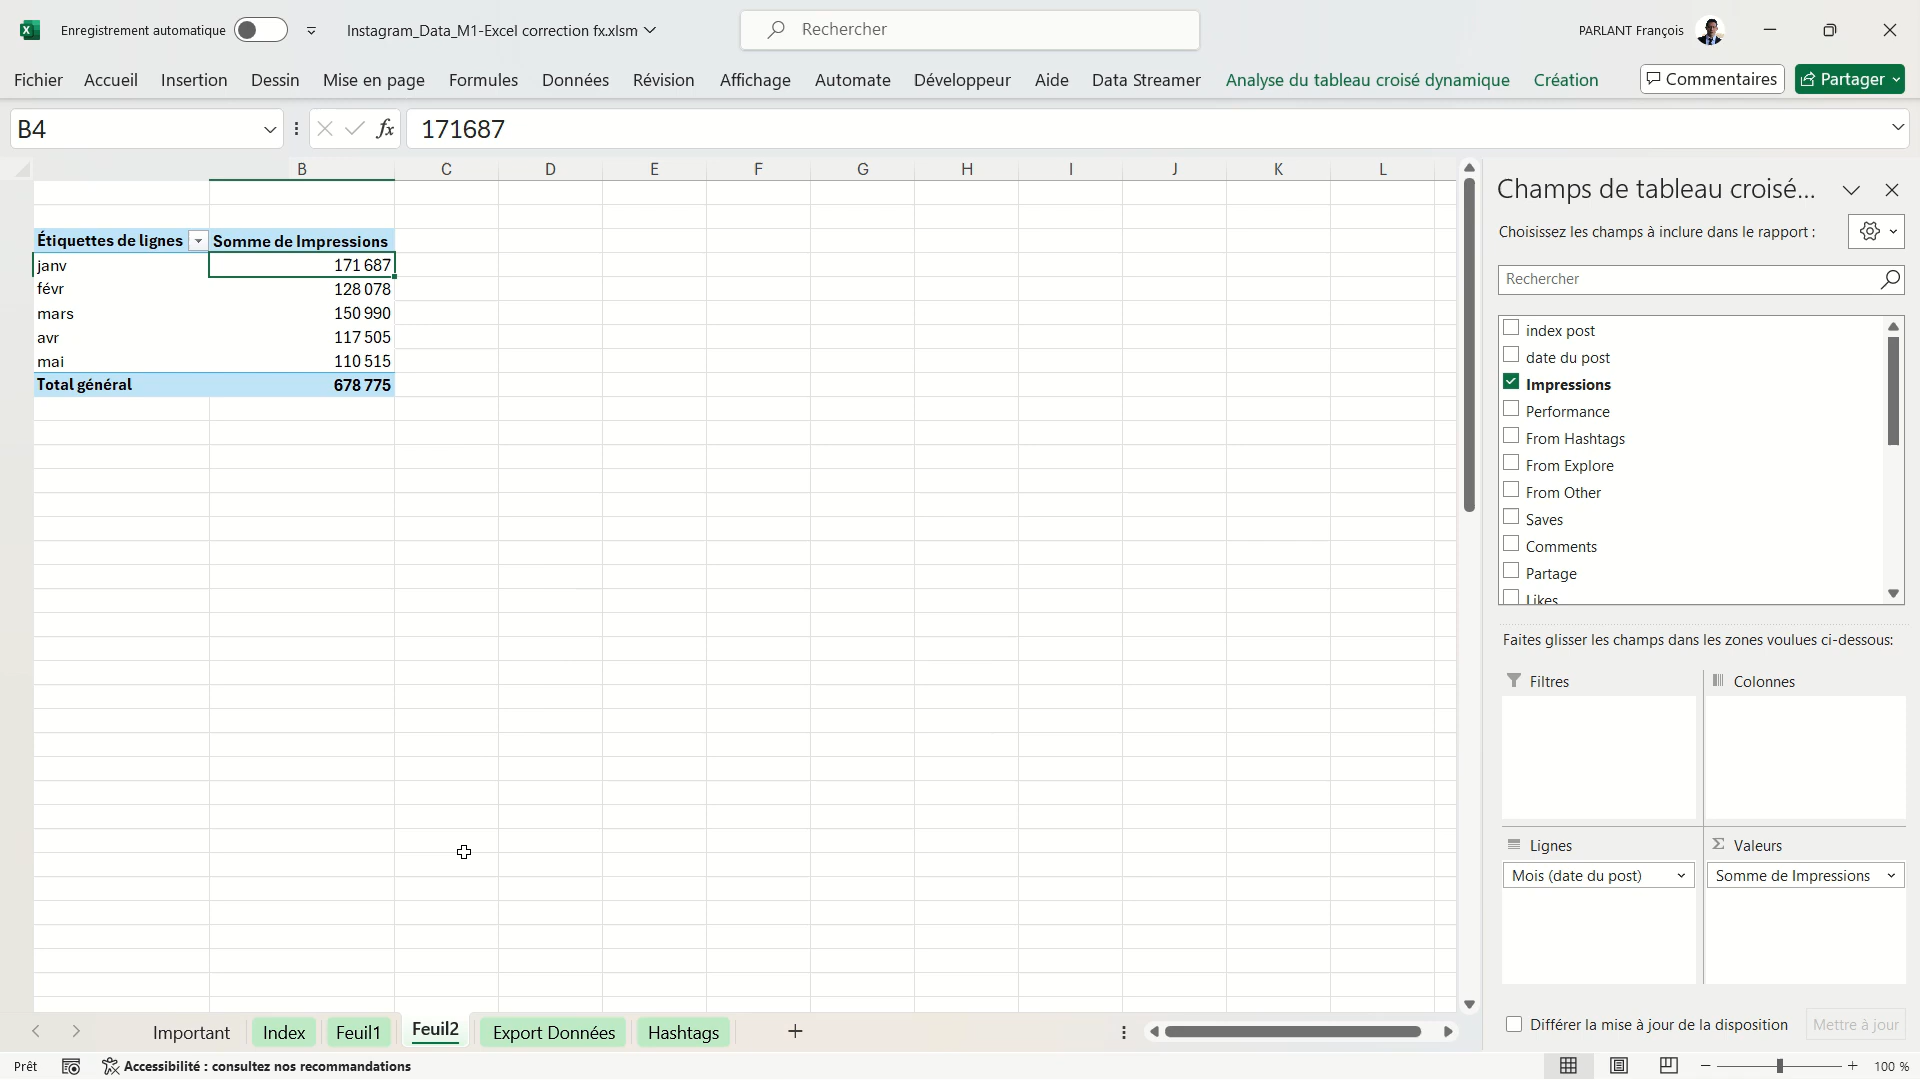 Enregistrement automatique
Instagram_Data_M1-Excel correction fx.xlsm
Rechercher
PARLANT François
Fichier Accueil Insertion Dessin Mise en page Formules Données Révision Affichage Automate Développeur Aide Data Streamer Analyse du tableau croisé dynamique Création Commentaires Partager
B4 fx 171687
B C D E F G H I J K L
Étiquettes de lignes Somme de Impressions
janv 171 687
févr 128 078
mars 150 990
avr 117 505
mai 110 515
Total général 678 775
Champs de tableau croisé...
Choisissez les champs à inclure dans le rapport :
Rechercher
index post
date du post
Impressions
Performance
From Hashtags
From Explore
From Other
Saves
Comments
Partage
Likes
Faites glisser les champs dans les zones voulues ci-dessous:
Filtres
Colonnes
Lignes
Mois (date du post)
Σ Valeurs
Somme de Impressions
Différer la mise à jour de la disposition Mettre à jour
Important Index Feuil1 Feuil2 Export Données Hashtags
Prêt Accessibilité : consultez nos recommandations 100 %